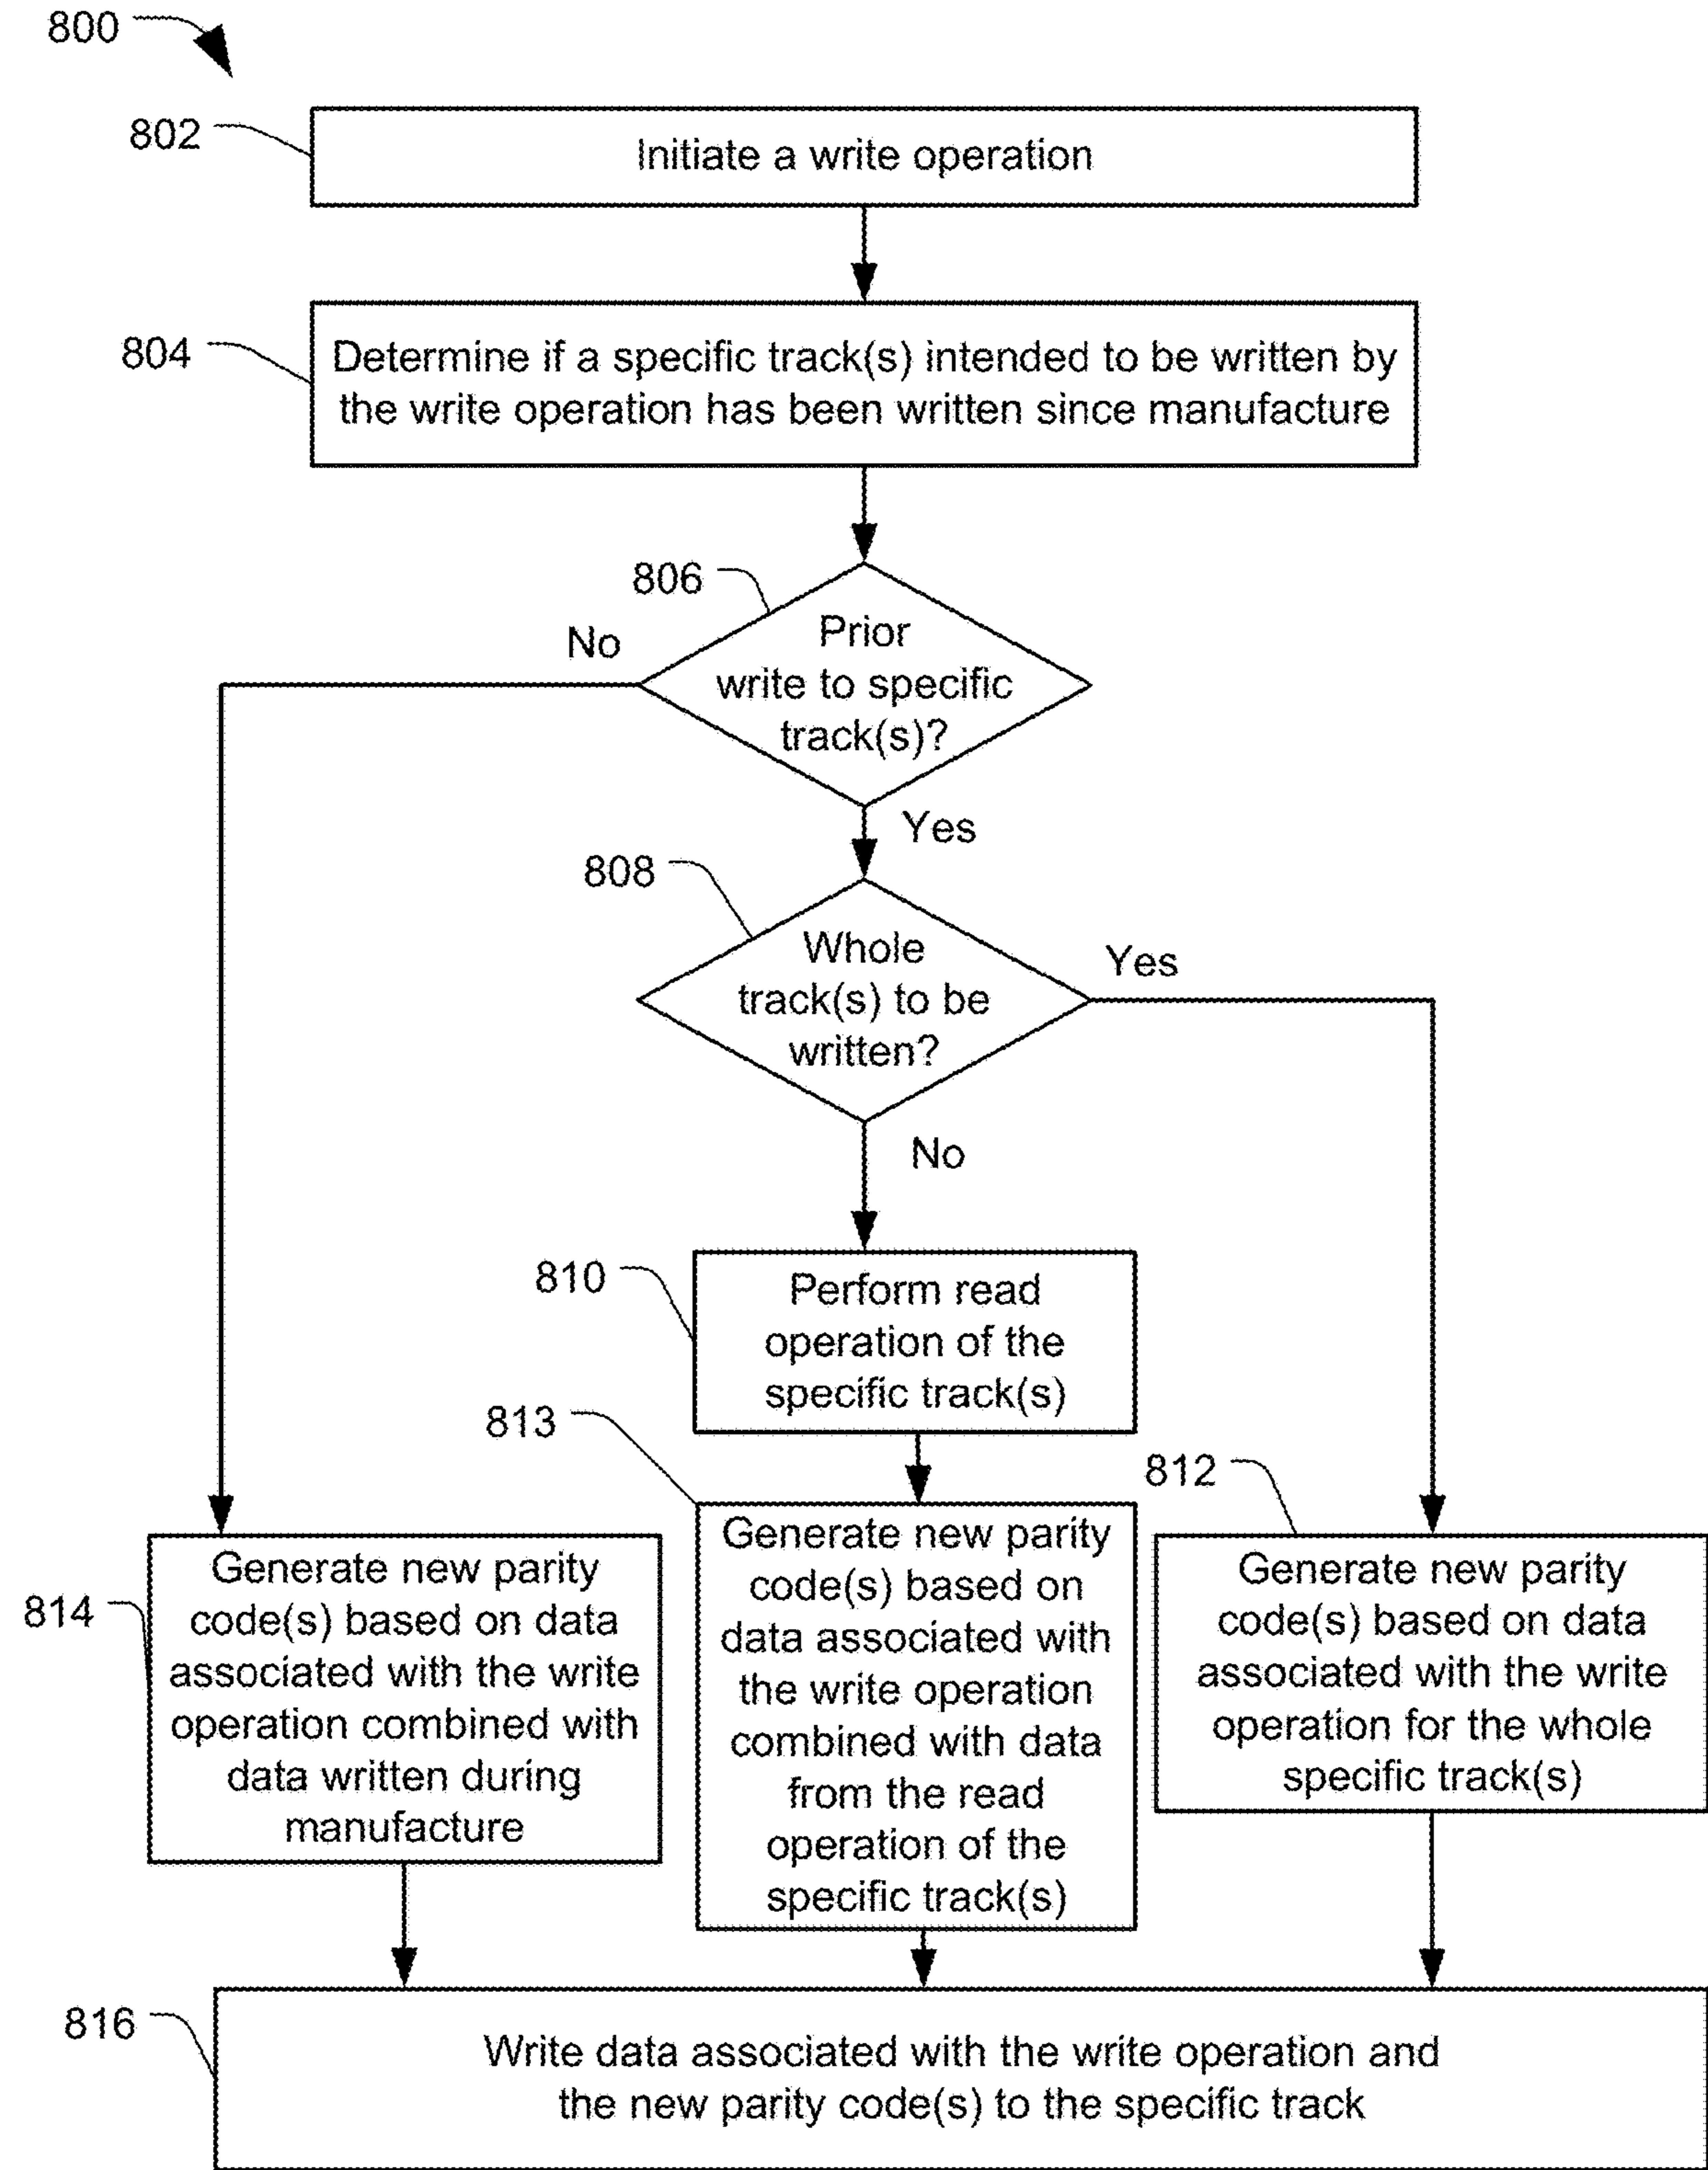 800
802
Initiate a write operation
804
Determine if a specific track(s) intended to be written by
the write operation has been written since manufacture
806
No
Prior
write to specific
track(s)?
Yes
808
Whole
track(s) to be
written?
Yes
No
810
Perform read
operation of the
specific track(s)
813
Generate new parity
code(s) based on
data associated with
the write operation
combined with data
from the read
operation of the
specific track(s)
812
Generate new parity
code(s) based on data
associated with the write
operation for the whole
specific track(s)
814
Generate new parity
code(s) based on data
associated with the write
operation combined with
data written during
manufacture
816
Write data associated with the write operation and
the new parity code(s) to the specific track